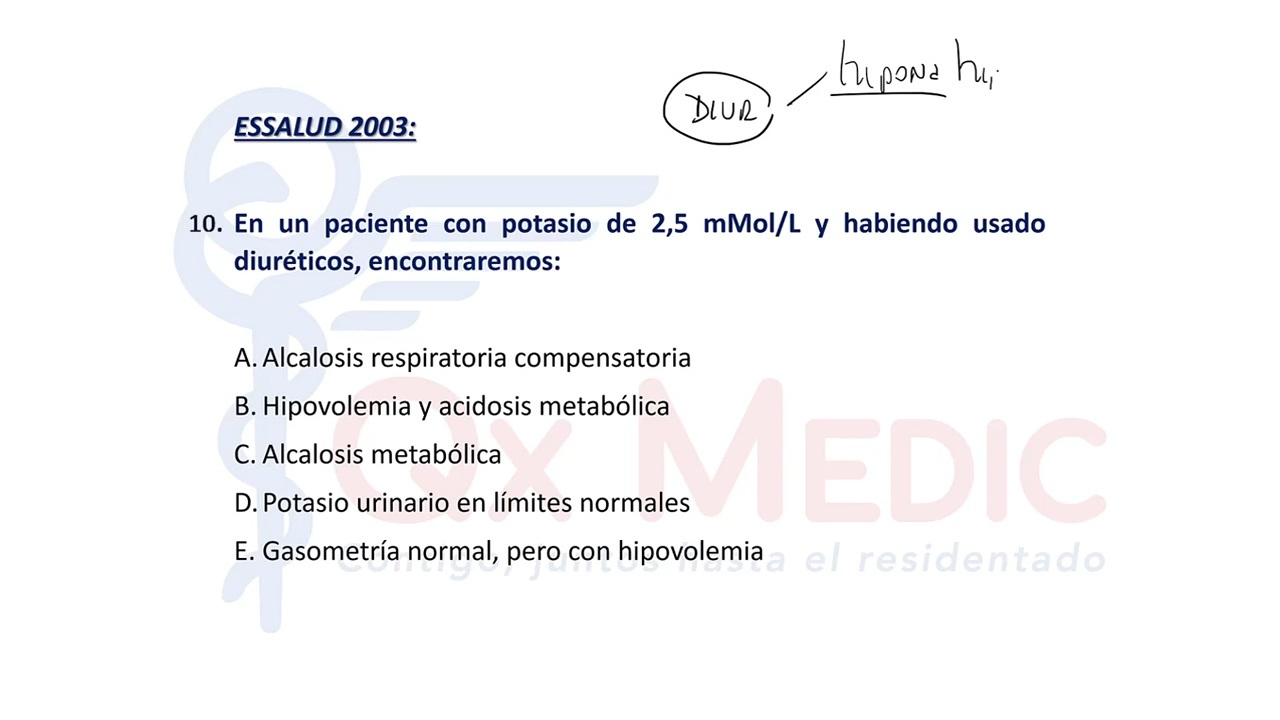 hipona hi
DIUR
ESSALUD 2003:
10. En un paciente con potasio de 2,5 mMol/L y habiendo usado
diuréticos, encontraremos:
A. Alcalosis respiratoria compensatoria
B. Hipovolemia y acidosis metabólica
C. Alcalosis metabólica
D. Potasio urinario en límites normales
E. Gasometría normal, pero con hipovolemia
Qx MEDIC
Contigo, juntos hasta el residentado